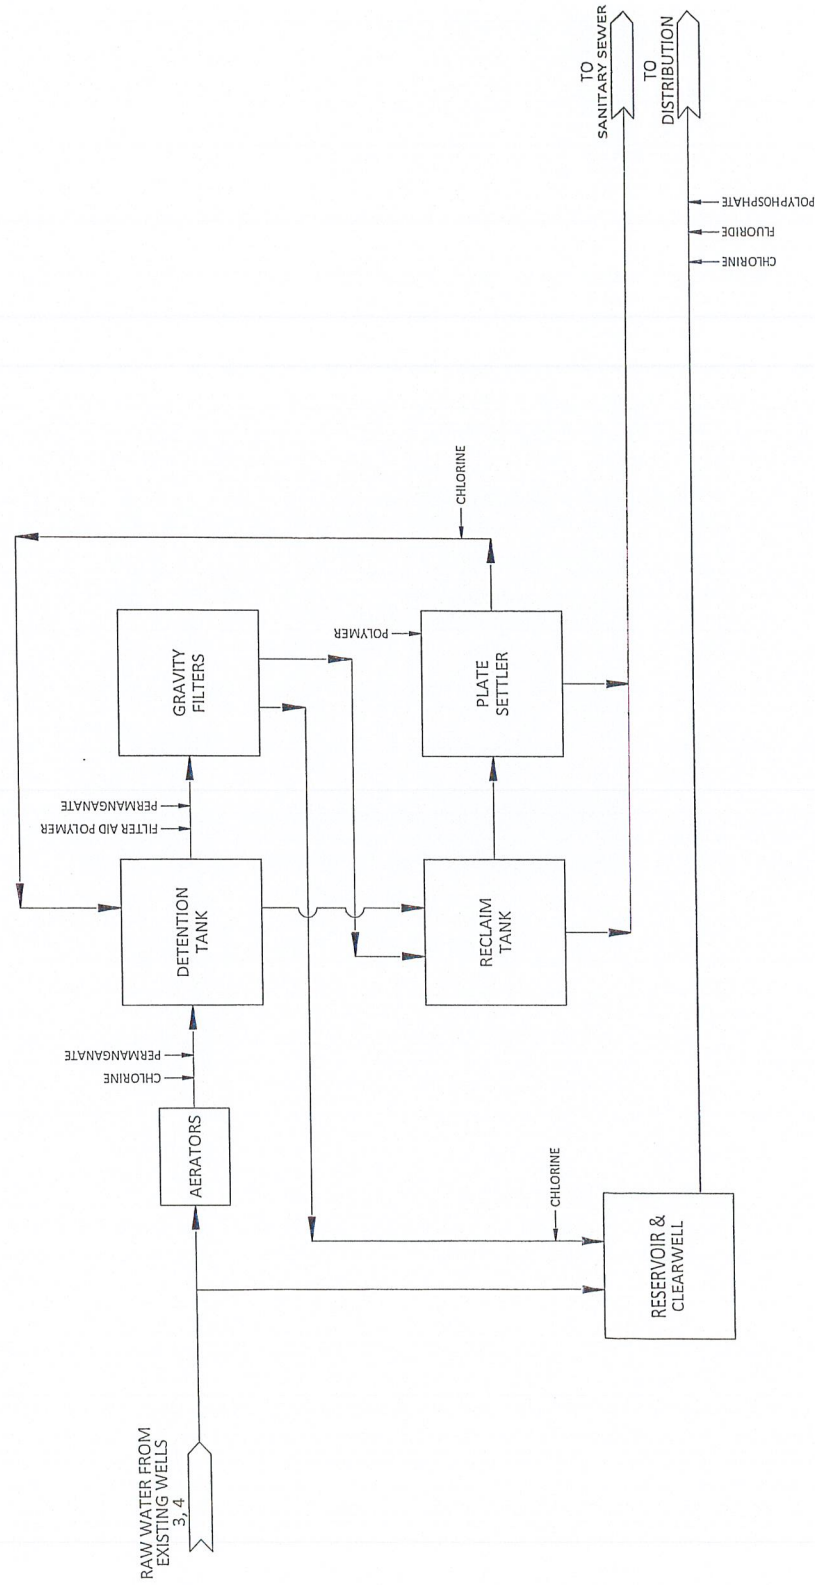 RAW WATER FROM
EXISTING WELLS
3, 4
AERATORS
CHLORINE
PERMANGANATE
DETENTION
TANK
FILTER AID POLYMER
PERMANGANATE
GRAVITY
FILTERS
RECLAIM
TANK
POLYMER
PLATE
SETTLER
CHLORINE
CHLORINE
RESERVOIR &
CLEARWELL
CHLORINE
FLUORIDE
POLYPHOSPHATE
TO
SANITARY SEWER
TO
DISTRIBUTION